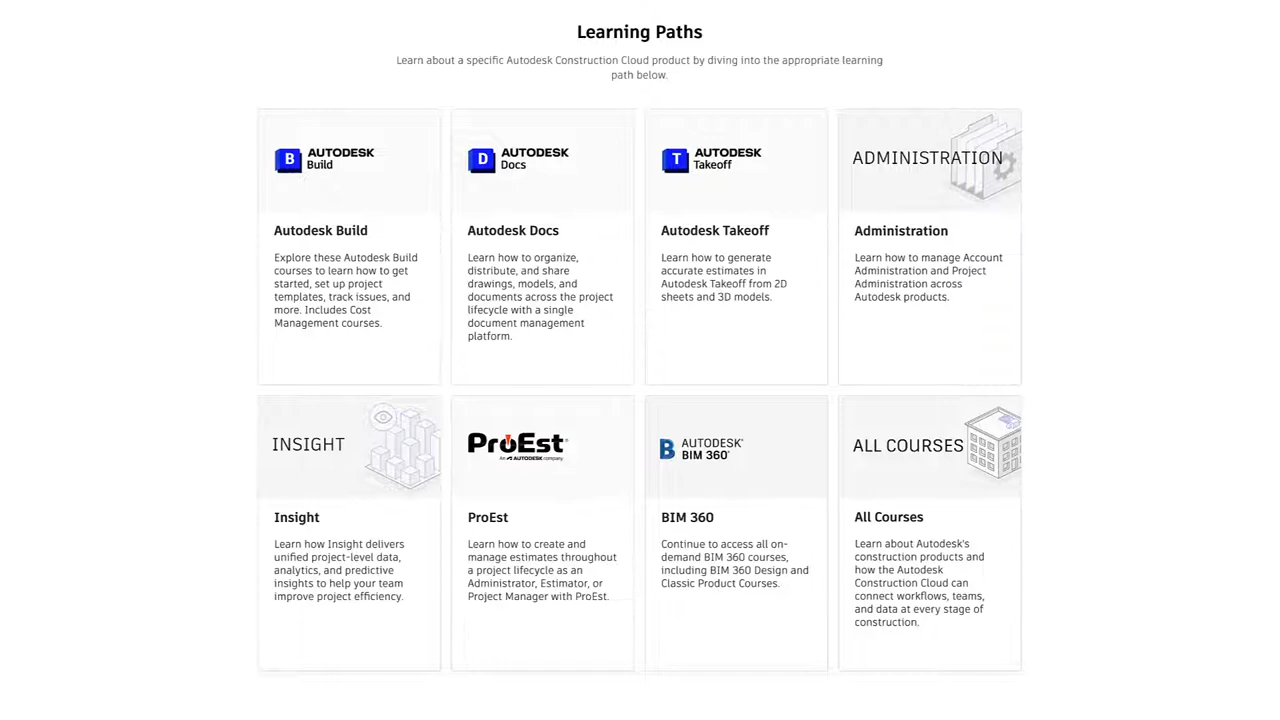 Learning Paths
Learn about a specific Autodesk Construction Cloud product by diving into the appropriate learning
path below.
B AUTODESK
Build
Autodesk Build
Explore these Autodesk Build
courses to learn how to get
started, set up project
templates, track issues, and
more. Includes Cost
Management courses.
D AUTODESK
Docs
Autodesk Docs
Learn how to organize,
distribute, and share
drawings, models, and
documents across the project
lifecycle with a single
document management
platform.
T AUTODESK
Takeoff
Autodesk Takeoff
Learn how to generate
accurate estimates in
Autodesk Takeoff from 2D
sheets and 3D models.
ADMINISTRATION
Administration
Learn how to manage Account
Administration and Project
Administration across
Autodesk products.
INSIGHT
Insight
Learn how Insight delivers
unified project-level data,
analytics, and predictive
insights to help your team
improve project efficiency.
ProEst
An AUTODESK company
ProEst
Learn how to create and
manage estimates throughout
a project lifecycle as an
Administrator, Estimator, or
Project Manager with ProEst.
B AUTODESK®
BIM 360®
BIM 360
Continue to access all on-
demand BIM 360 courses,
including BIM 360 Design and
Classic Product Courses.
ALL COURSES
All Courses
Learn about Autodesk's
construction products and
how the Autodesk
Construction Cloud can
connect workflows, teams,
and data at every stage of
construction.